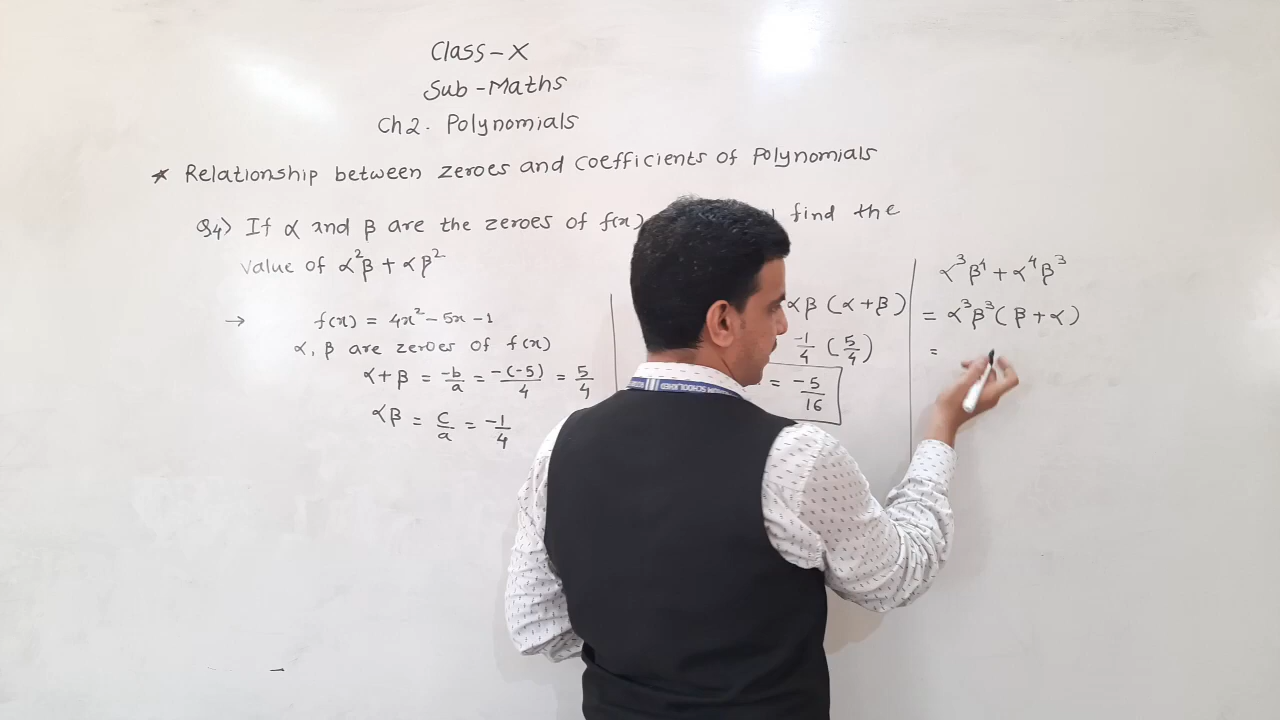 Class-X
Sub-Maths
Ch2. Polynomials
* Relationship between zeroes and coefficients of Polynomials
Q4) If α and β are the zeroes of f(x) find the
value of α²β + αβ²
→ f(x) = 4x² - 5x - 1
α, β are zeroes of f(x)
α+β = -b/a = -(-5)/4 = 5/4
αβ = c/a = -1/4
αβ (α+β)
-1/4 (5/4)
= -5/16
α³β⁴ + α⁴β³
= α³β³(β+α)
=